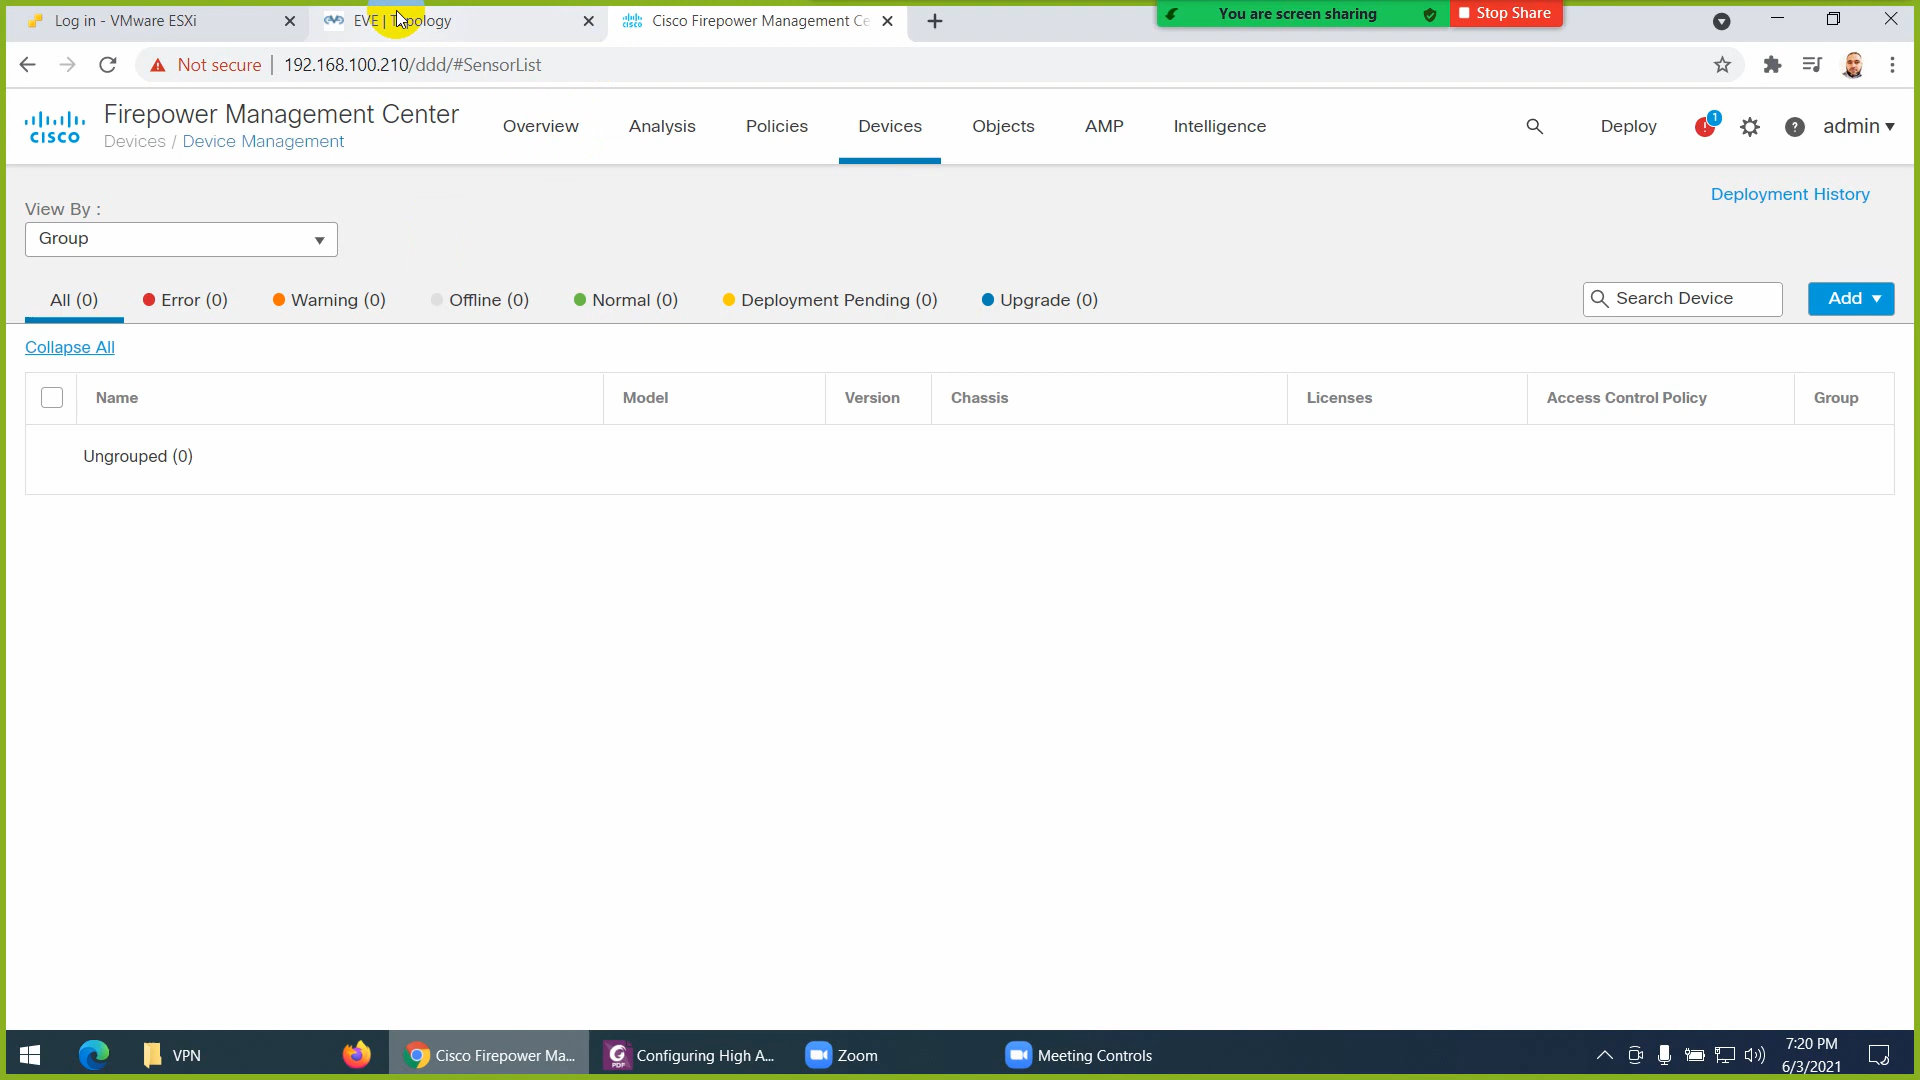 Log in - VMware ESXi
EVE | Topology
Cisco Firepower Management Ce
You are screen sharing
Stop Share
Not secure
192.168.100.210/ddd/#SensorList
cisco
Firepower Management Center
Devices / Device Management
Overview
Analysis
Policies
Devices
Objects
AMP
Intelligence
Deploy
1
admin
Deployment History
View By :
Group
All (0)
Error (0)
Warning (0)
Offline (0)
Normal (0)
Deployment Pending (0)
Upgrade (0)
Search Device
Add
Collapse All
Name
Model
Version
Chassis
Licenses
Access Control Policy
Group
Ungrouped (0)
VPN
Cisco Firepower Ma...
PDF
Configuring High A...
Zoom
Meeting Controls
7:20 PM
6/3/2021